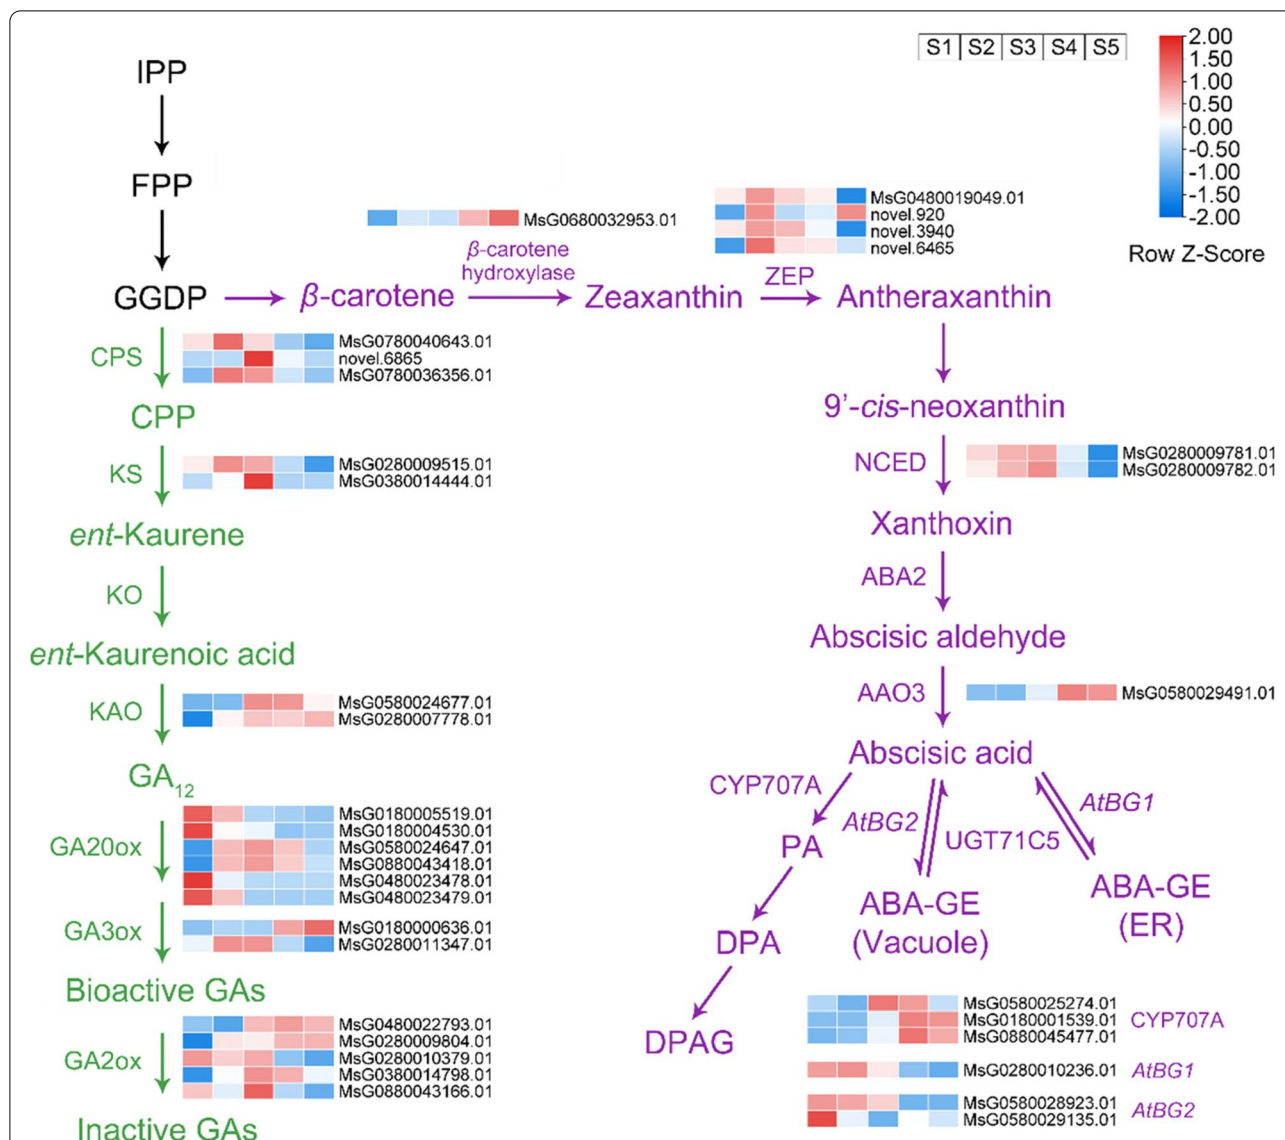 S1 S2 S3 S4 S5
2.00
1.00
0.50
0.00
-0.50
-1.00
-1.50
-2.00
Row Z-Score
IPP
FPP
MsG0680032953.01
β-carotene
hydroxylase
MsG0480019049.01
novel.920
novel.3940
novel.6465
ZEP
GGDP
β-carotene
Zeaxanthin
Antheraxanthin
CPS
MsG0780040643.01
novel.6865
MsG0780036356.01
CPP
KS
MsG0280009515.01
MsG0380014444.01
ent-Kaurene
KO
ent-Kaurenoic acid
KAO
MsG0580024677.01
MsG0280007778.01
GA12
GA20ox
MsG0180005519.01
MsG0180004530.01
MsG0580024647.01
MsG0880043418.01
MsG0480023478.01
MsG0480023479.01
GA3ox
MsG0180000636.01
MsG0280011347.01
Bioactive GAs
GA2ox
MsG0480022793.01
MsG0280009804.01
MsG0280010379.01
MsG0380014798.01
MsG0880043166.01
Inactive GAs
9’-cis-neoxanthin
NCED
MsG0280009781.01
MsG0280009782.01
Xanthoxin
ABA2
Abscisic aldehyde
AAO3
MsG0580029491.01
Abscisic acid
CYP707A
AtBG2
UGT71C5
AtBG1
PA
DPA
DPAG
ABA-GE
(Vacuole)
ABA-GE
(ER)
MsG0580025274.01
MsG0180001539.01
MsG0880045477.01
CYP707A
MsG0280010236.01
AtBG1
MsG0580028923.01
MsG0580029135.01
AtBG2